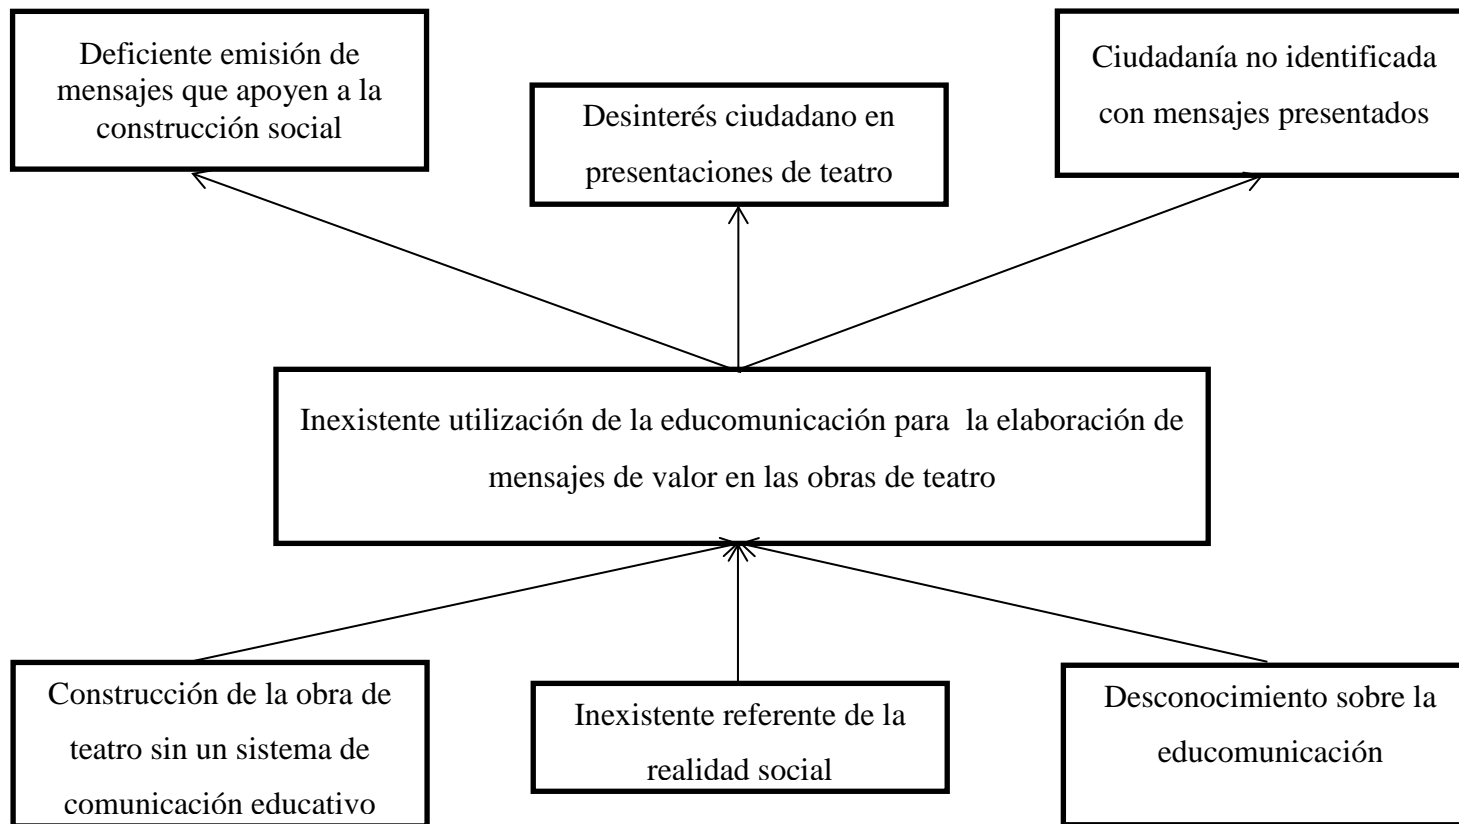 Deficiente emisión de
mensajes que apoyen a la
construcción social
Desinterés ciudadano en
presentaciones de teatro
Ciudadanía no identificada
con mensajes presentados
Inexistente utilización de la educomunicación para  la elaboración de
mensajes de valor en las obras de teatro
Construcción de la obra de
teatro sin un sistema de
comunicación educativo
Inexistente referente de la
realidad social
Desconocimiento sobre la
educomunicación